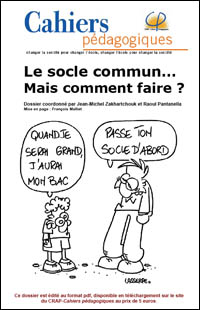 Cahiers
pédagogiques
changer la société pour changer l'école, changer l'école pour changer la société
Le socle commun...
Mais comment faire ?
Dossier coordonné par Jean-Michel Zakhartchouk et Raoul Pantanella
Mise en page : François Malliet
QUAND JE
SERAI GRAND,
J'AURAI
MON BAC
PASSE TON
SOCLE D'ABORD
Ce dossier est édité au format pdf, disponible en téléchargement sur le site
du CRAP-Cahiers pédagogiques au prix de 5 euros.